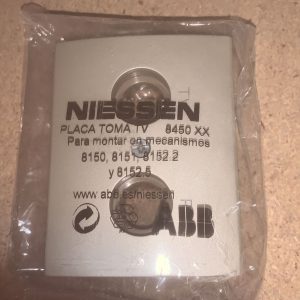 NIESSEN
PLACA TOMA TV 8450 XX
Para montar en mecanismos
8150, 8151, 8152.2
y 8152.5
www.abb.es/niessen
ABB